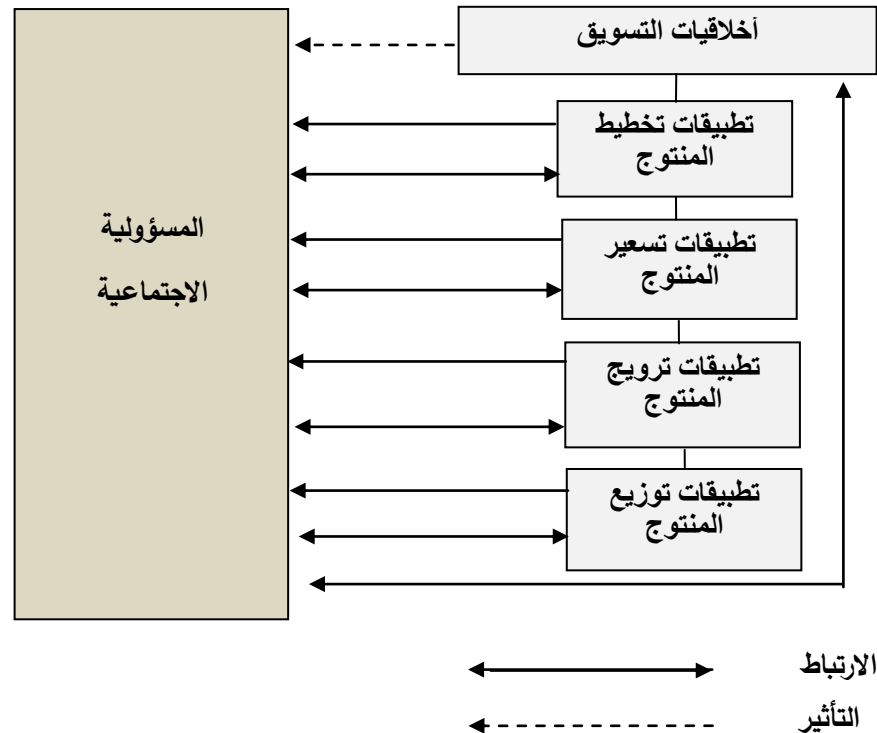 أخلاقيات التسويق
تطبيقات تخطيط
المنتوج
تطبيقات تسعير
المنتوج
تطبيقات ترويج
المنتوج
تطبيقات توزيع
المنتوج
المسؤولية
الاجتماعية
الارتباط
التأثير